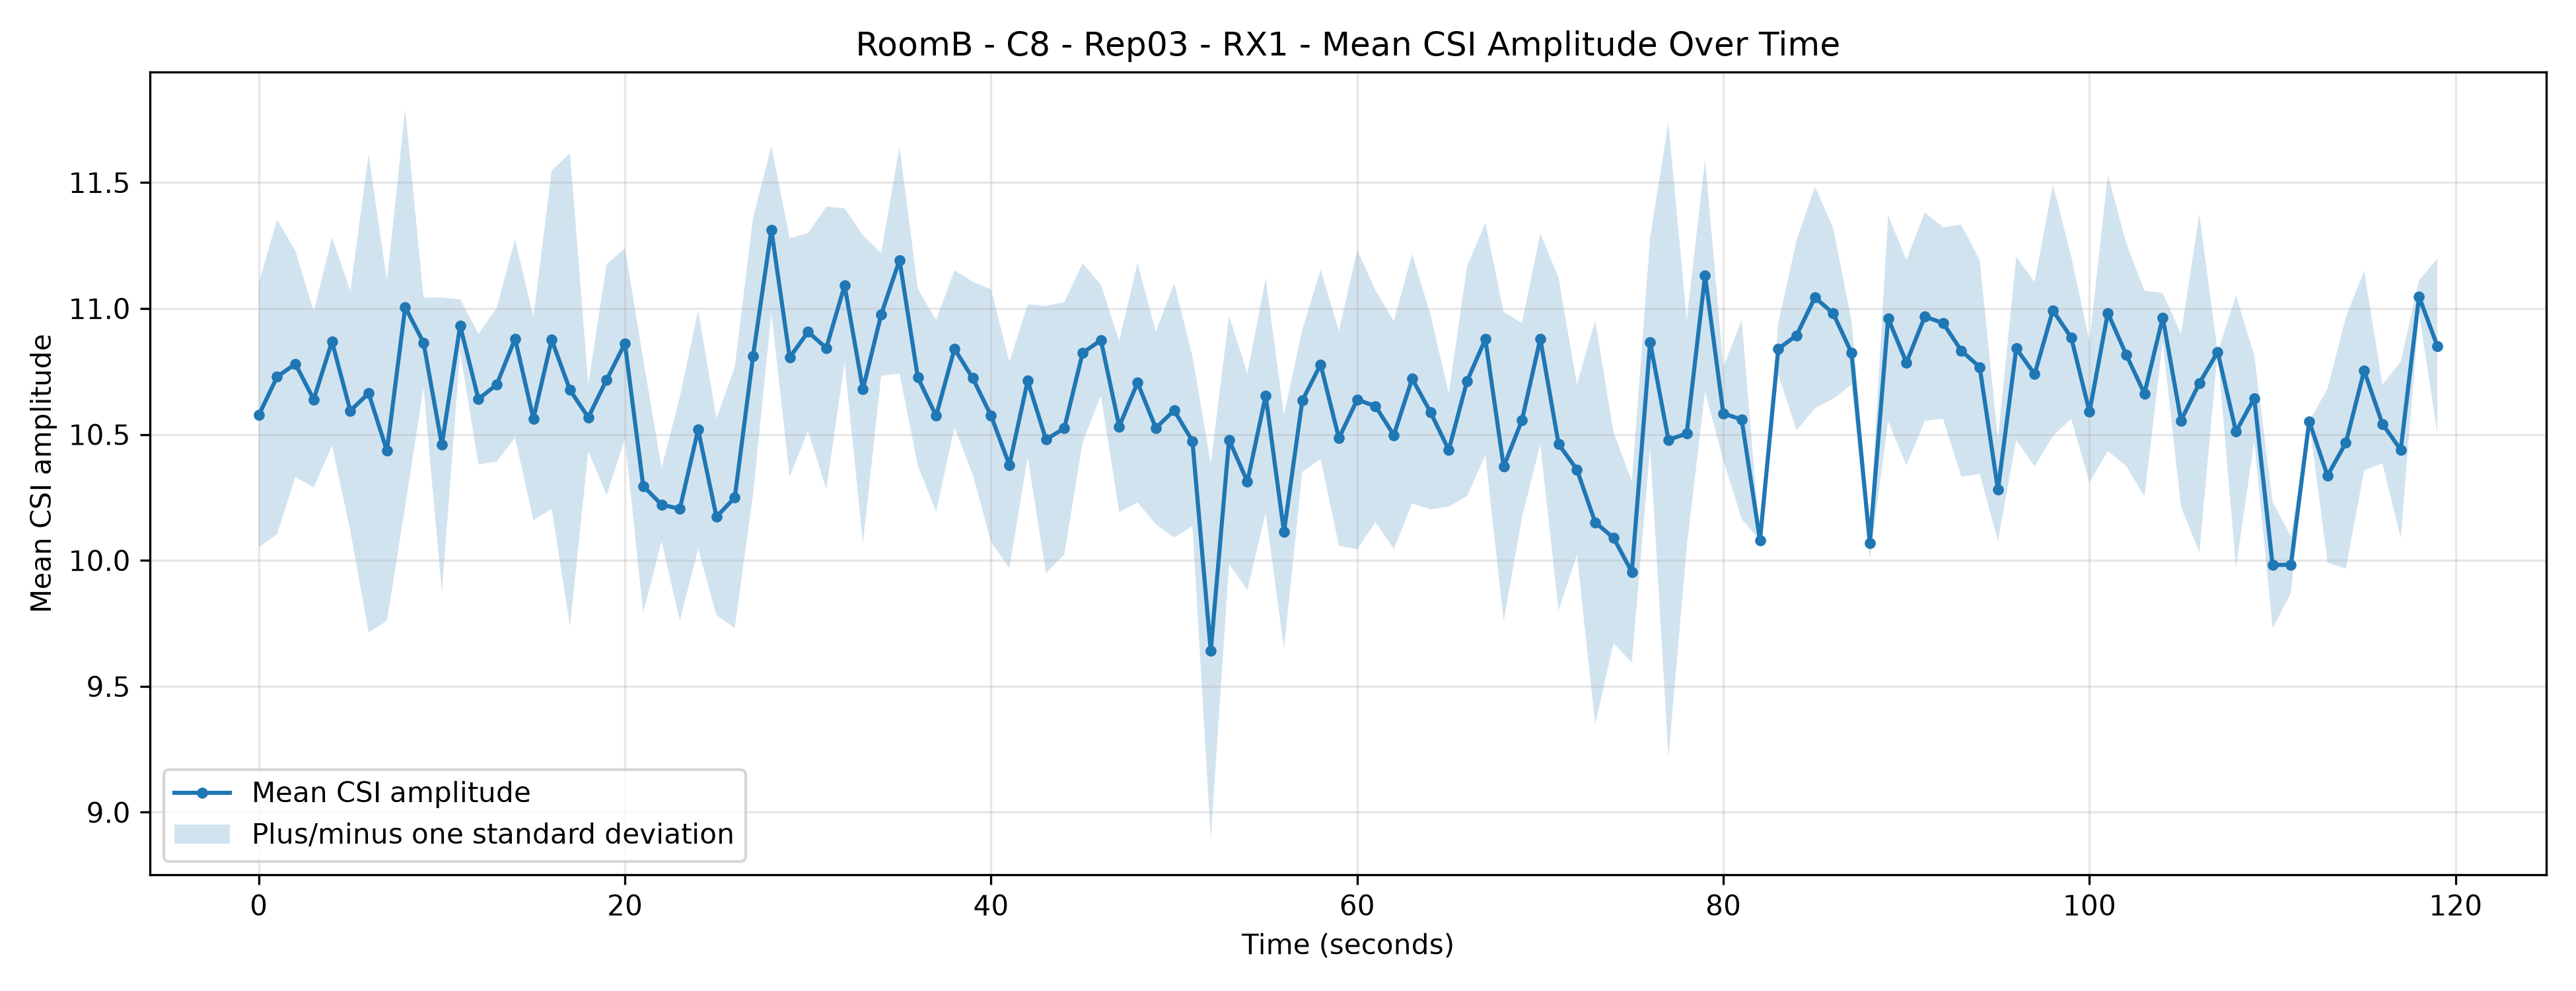 RoomB - C8 - Rep03 - RX1 - Mean CSI Amplitude Over Time
Mean CSI amplitude
11.5
11.0
10.5
10.0
9.5
9.0
Mean CSI amplitude
Plus/minus one standard deviation
0
20
40
60
80
100
120
Time (seconds)